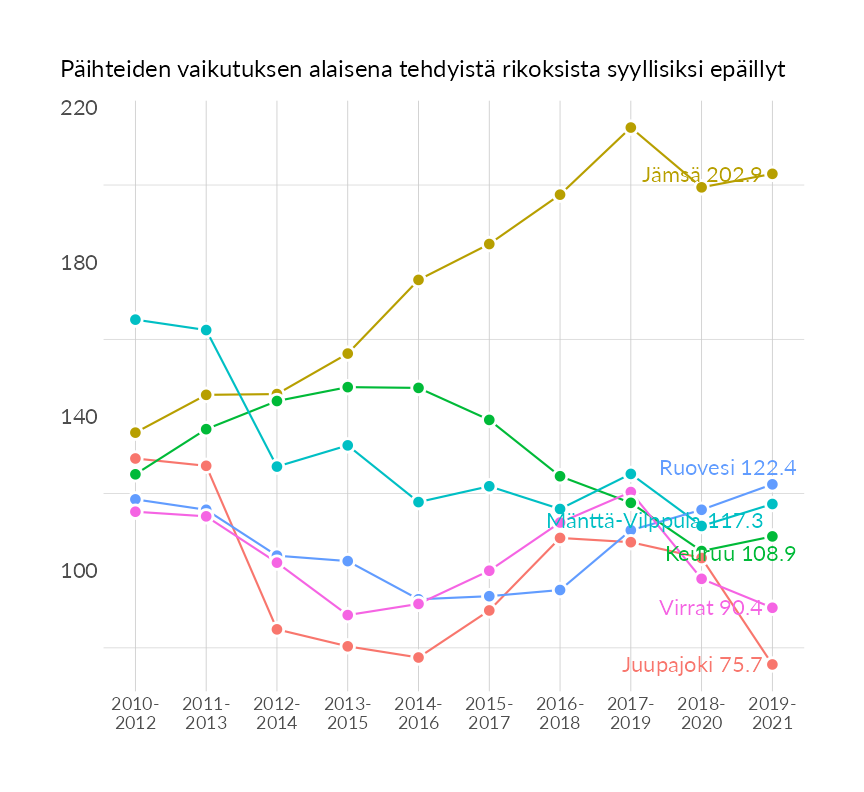 Päihteiden vaikutuksen alaisena tehdyistä rikoksista syyllisiksi epäillyt
220
180
140
100
Jämsä 202.9
Ruovesi 122.4
Mänttä-Vilppula 117.3
Keuruu 108.9
Virrat 90.4
Juupajoki 75.7
2010- 2011- 2012- 2013- 2014- 2015- 2016- 2017- 2018- 2019-
2012 2013 2014 2015 2016 2017 2018 2019 2020 2021